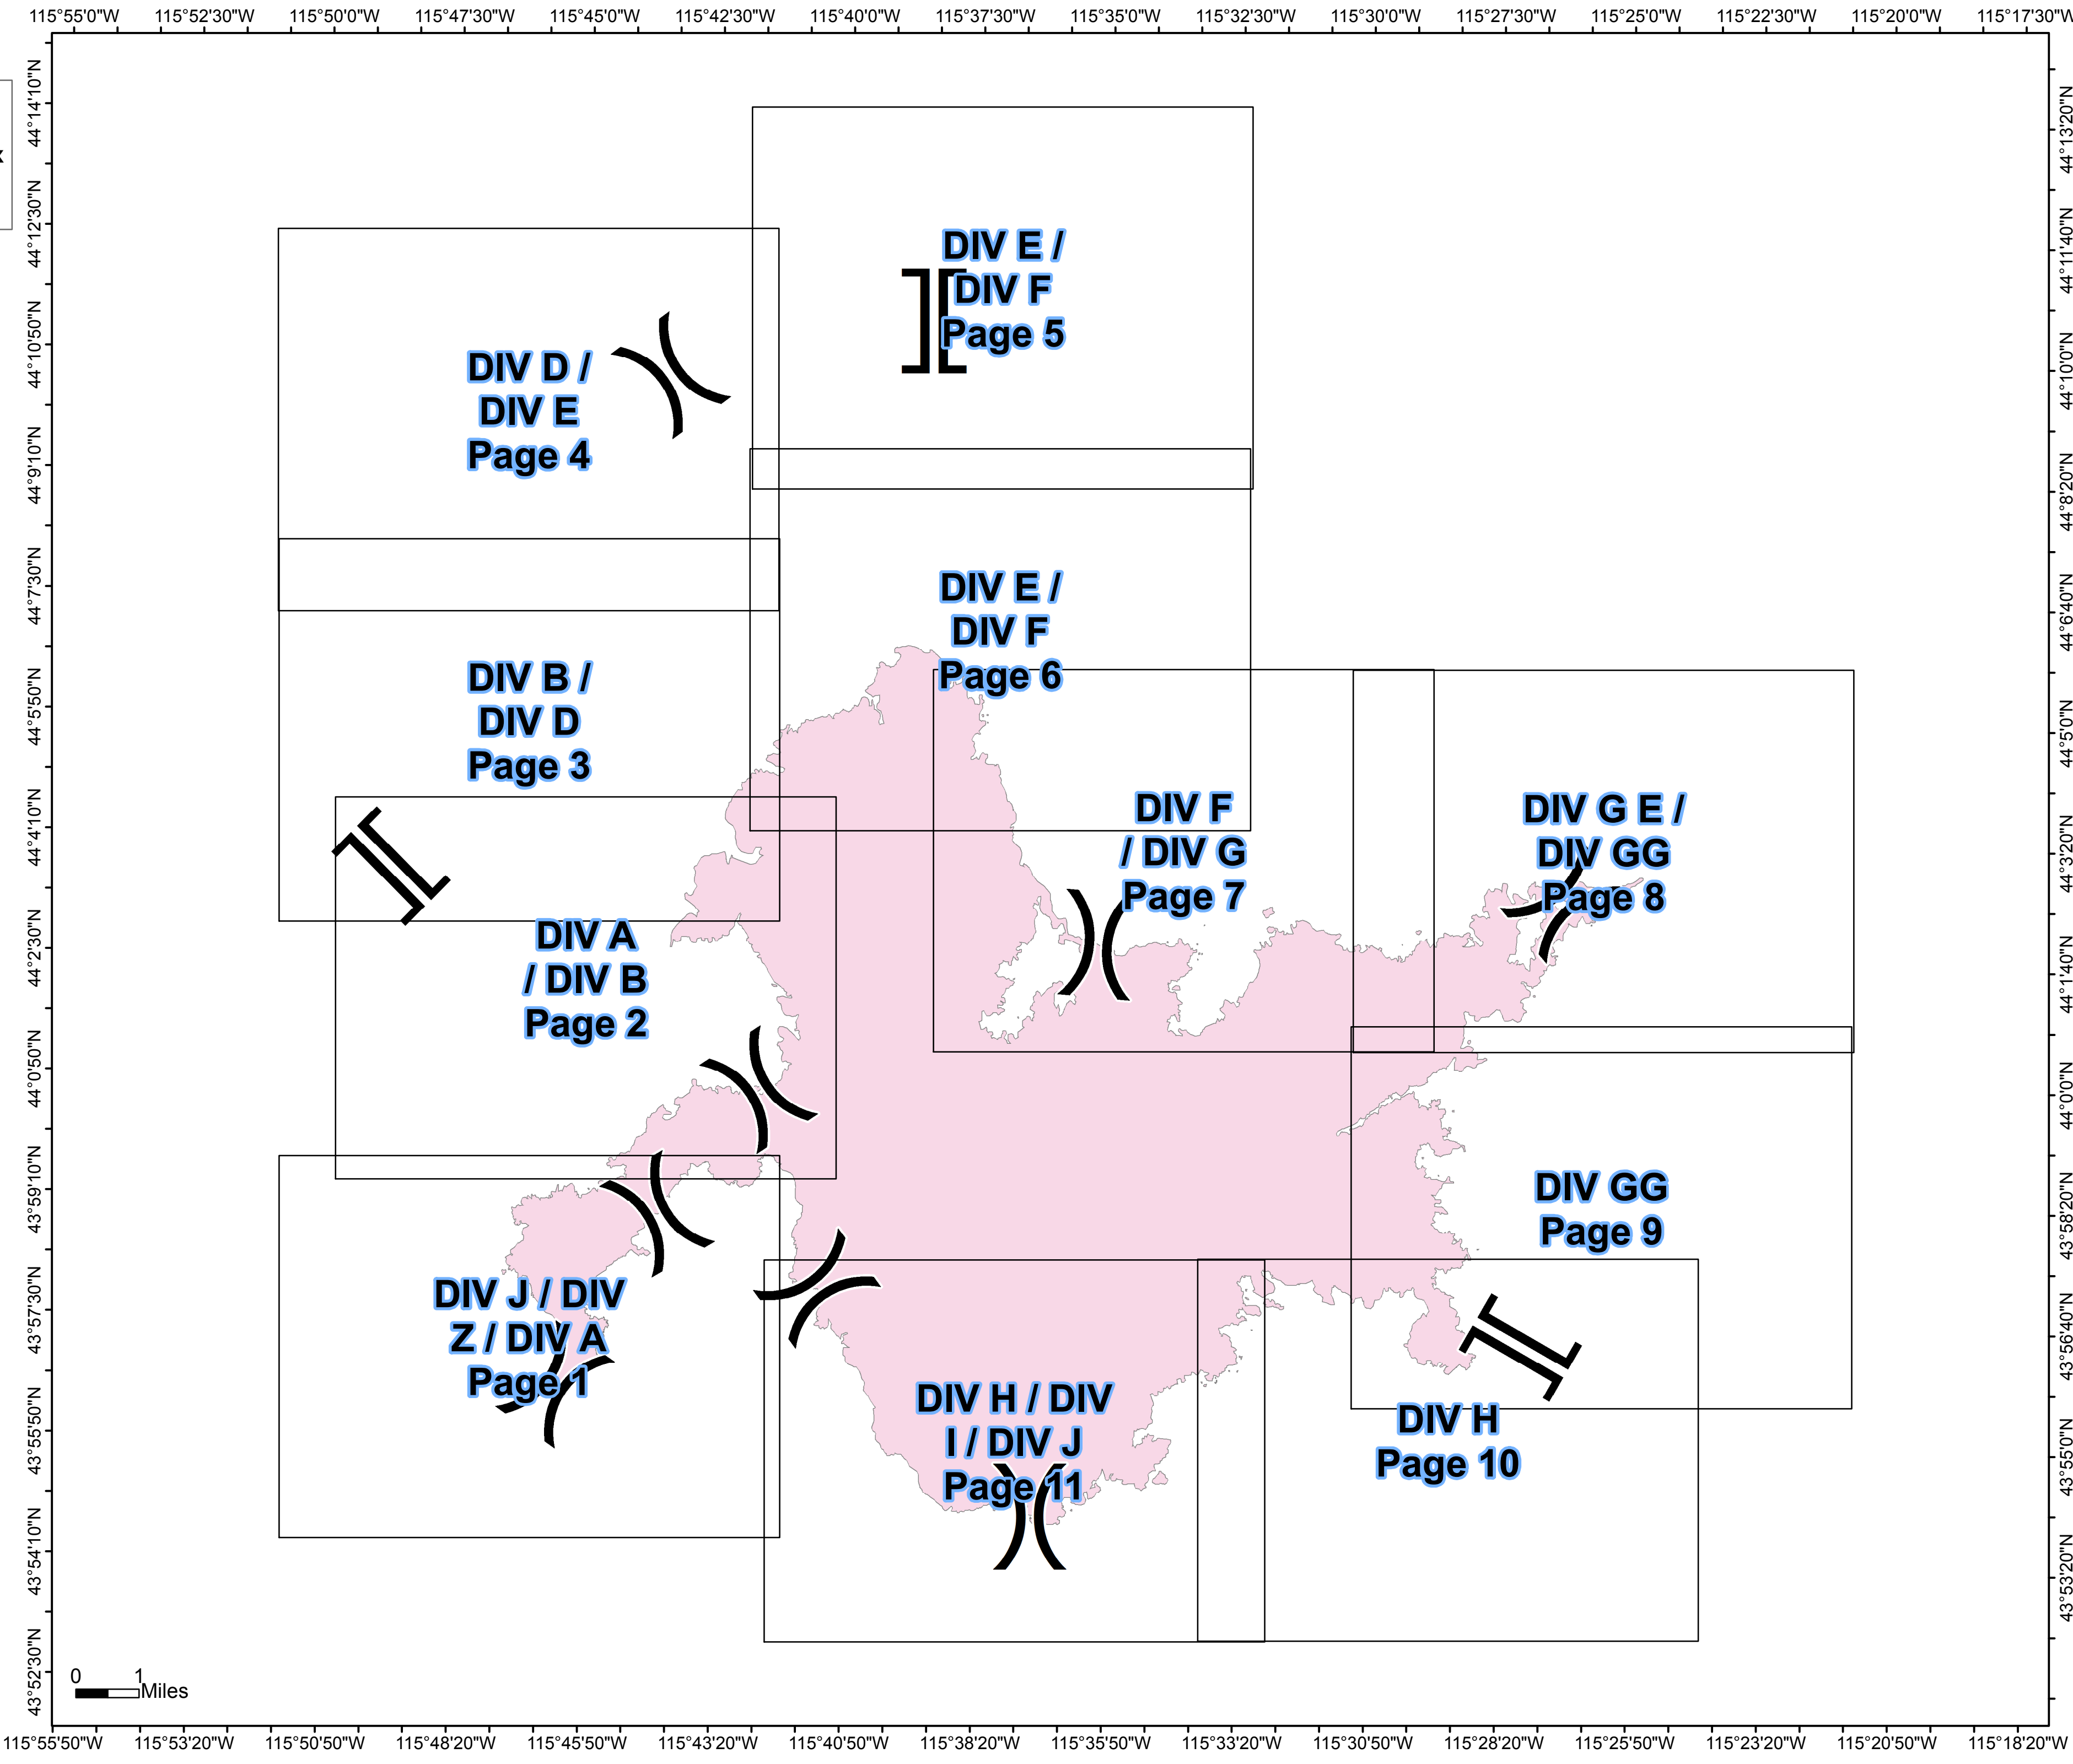 115°55'0"W 115°52'30"W 115°50'0"W 115°47'30"W 115°45'0"W 115°42'30"W 115°40'0"W 115°37'30"W 115°35'0"W 115°32'30"W 115°30'0"W 115°27'30"W 115°25'0"W 115°22'30"W 115°20'0"W 115°17'30"W
44°14'10"N
44°12'30"N
44°10'50"N
44°9'10"N
44°7'30"N
44°5'50"N
44°4'10"N
44°2'30"N
44°0'50"N
43°59'10"N
43°57'30"N
43°55'50"N
43°54'10"N
43°52'30"N
44°13'20"N
44°11'40"N
44°10'0"N
44°8'20"N
44°6'40"N
44°5'0"N
44°3'20"N
44°1'40"N
44°0'0"N
43°58'20"N
43°56'40"N
43°55'0"N
43°53'20"N
DIV E /
DIV F
Page 5
DIV D /
DIV E
Page 4
DIV E /
DIV F
Page 6
DIV B /
DIV D
Page 3
DIV F
/ DIV G
Page 7
DIV G E /
DIV GG
Page 8
DIV A
/ DIV B
Page 2
DIV GG
Page 9
DIV J / DIV
Z / DIV A
Page 1
DIV H / DIV
I / DIV J
Page 11
DIV H
Page 10
0 1
Miles
115°55'50"W 115°53'20"W 115°50'50"W 115°48'20"W 115°45'50"W 115°43'20"W 115°40'50"W 115°38'20"W 115°35'50"W 115°33'20"W 115°30'50"W 115°28'20"W 115°25'50"W 115°23'20"W 115°20'50"W 115°18'20"W